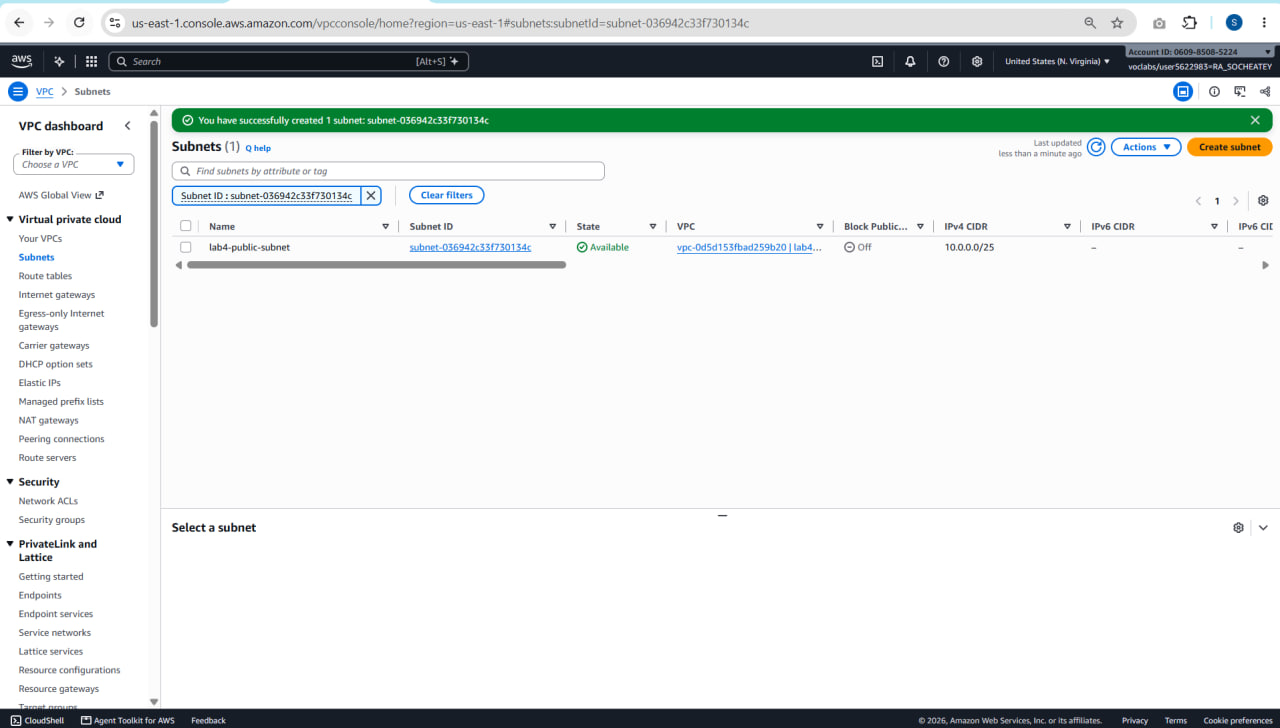 us-east-1.console.aws.amazon.com/vpcconsole/home?region=us-east-1#subnets:subnetId=subnet-036942c33f730134c
S
aws
Search
[Alt+S]
United States (N. Virginia)
Account ID: 0609-8508-5224
voclabs/user5622983=RA_SOCHEATEY
VPC
Subnets
VPC dashboard
Filter by VPC:
Choose a VPC
AWS Global View
Virtual private cloud
Your VPCs
Subnets
Route tables
Internet gateways
Egress-only Internet
gateways
Carrier gateways
DHCP option sets
Elastic IPs
Managed prefix lists
NAT gateways
Peering connections
Route servers
Security
Network ACLs
Security groups
PrivateLink and
Lattice
Getting started
Endpoints
Endpoint services
Service networks
Lattice services
Resource configurations
Resource gateways
Target groups
You have successfully created 1 subnet: subnet-036942c33f730134c
Subnets (1) Q help
Last updated
less than a minute ago
Actions
Create subnet
Find subnets by attribute or tag
Subnet ID : subnet-036942c33f730134c
Clear filters
1
Name Subnet ID State VPC Block Public... IPv4 CIDR IPv6 CIDR IPv6 CID
lab4-public-subnet subnet-036942c33f730134c Available vpc-0d5d153fbad259b20 | lab4... Off 10.0.0.0/25 – –
Select a subnet
CloudShell Agent Toolkit for AWS Feedback © 2026, Amazon Web Services, Inc. or its affiliates. Privacy Terms Cookie preferences